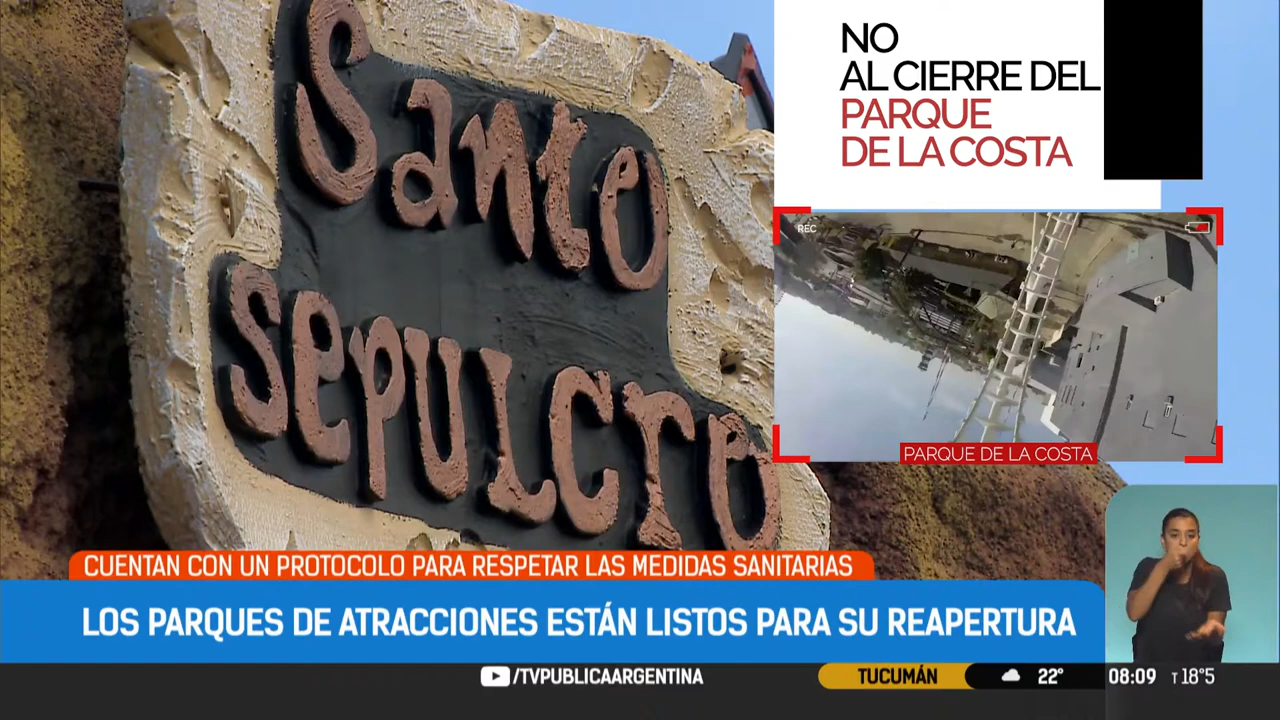 Santo
Sepulcro
NO
AL CIERRE DEL
PARQUE
DE LA COSTA
REC
PARQUE DE LA COSTA
CUENTAN CON UN PROTOCOLO PARA RESPETAR LAS MEDIDAS SANITARIAS
LOS PARQUES DE ATRACCIONES ESTÁN LISTOS PARA SU REAPERTURA
/TVPUBLICAARGENTINA
TUCUMÁN 22° 08:09 T 18°5